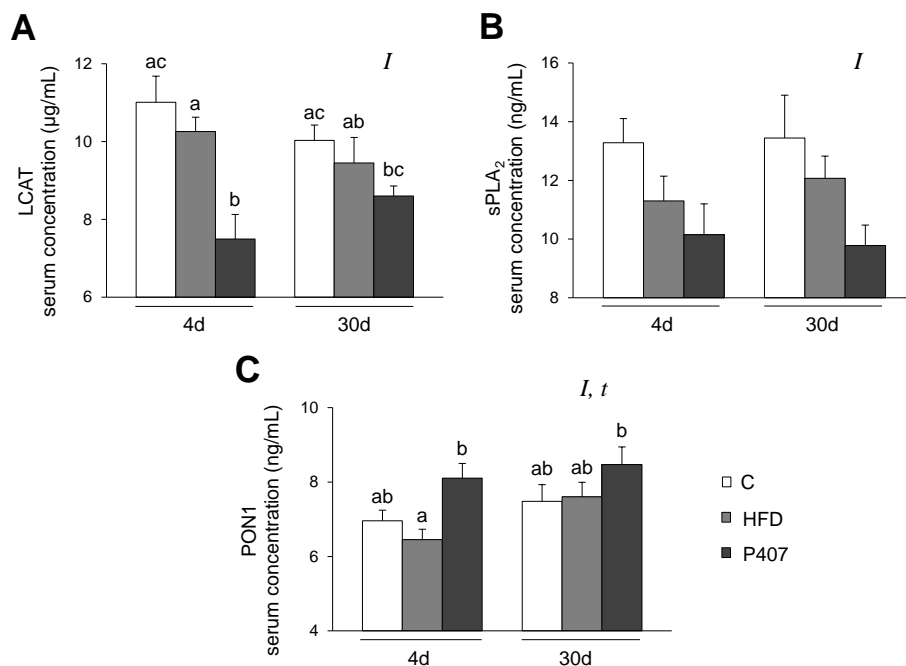 A
LCAT
serum concentration (µg/mL)
12
10
8
6
I
ac
a
b
ac
ab
bc
4d
30d
B
sPLA2
serum concentration (ng/mL)
16
14
12
10
8
I
4d
30d
C
PON1
serum concentration (ng/mL)
10
8
6
4
I, t
ab
a
b
ab
ab
b
4d
30d
C
HFD
P407